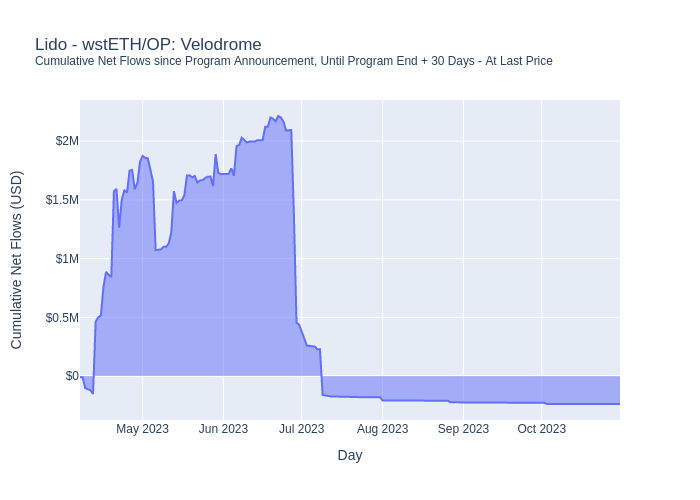 Lido - wstETH/OP: Velodrome
Cumulative Net Flows since Program Announcement, Until Program End + 30 Days - At Last Price
Cumulative Net Flows (USD)
$2M
$1.5M
$1M
$0.5M
$0
May 2023 Jun 2023 Jul 2023 Aug 2023 Sep 2023 Oct 2023
Day